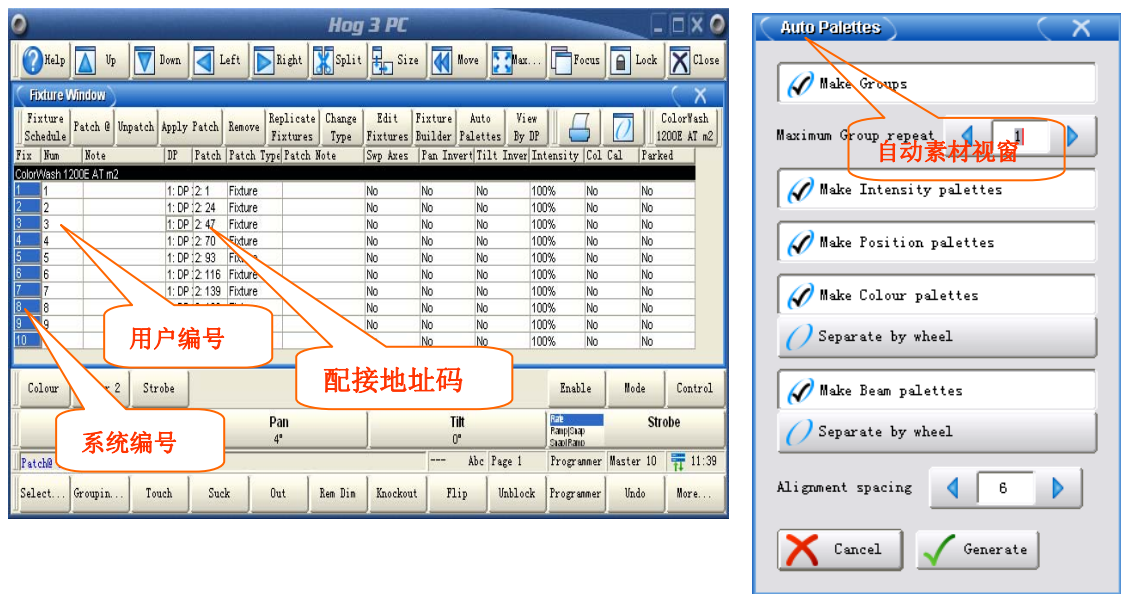 Hog 3 PC
Help Up Down Left Right Split Size Move Max... Focus Lock Close
Fixture Window
Fixture Schedule Patch @ Unpatch Apply Patch Remove Replicate Fixtures Change Type Edit Fixtures Fixture Builder Auto Palettes View By DP ColorWash 1200E AT m2
Fix Num Note DP Patch Patch Type Patch Note Swp Axes Pan Invert Tilt Inver Intensity Col Cal Parked
ColorWash 1200E AT m2
1 1 1: DP 2: 1 Fixture No No No 100% No No
2 2 1: DP 2: 24 Fixture No No No 100% No No
3 3 1: DP 2: 47 Fixture No No No 100% No No
4 4 1: DP 2: 70 Fixture No No No 100% No No
5 5 1: DP 2: 93 No No No 100% No No
6 6 1: DP 2: 116 Fixture No No No 100% No No
7 7 1: DP 2: 139 Fixture No No No 100% No No
8 8 No No No 100% No No
9 9 No No No 100% No No
10 No No 100% No No
用户编号
配接地址码
系统编号
Colour 2 Strobe Enable Mode Control
Pan Tilt Rate Strobe
4° 0° Ramp|Snap
Snap|Ramp
Patch@ --- Abc Page 1 Programmer Master 10 11:39
Select... Groupin... Touch Suck Out Rem Dim Knockout Flip Unblock Programmer Undo More...
Auto Palettes
Make Groups
Maximum Group repeat 1
自动素材视窗
Make Intensity palettes
Make Position palettes
Make Colour palettes
Separate by wheel
Make Beam palettes
Separate by wheel
Alignment spacing 6
Cancel Generate